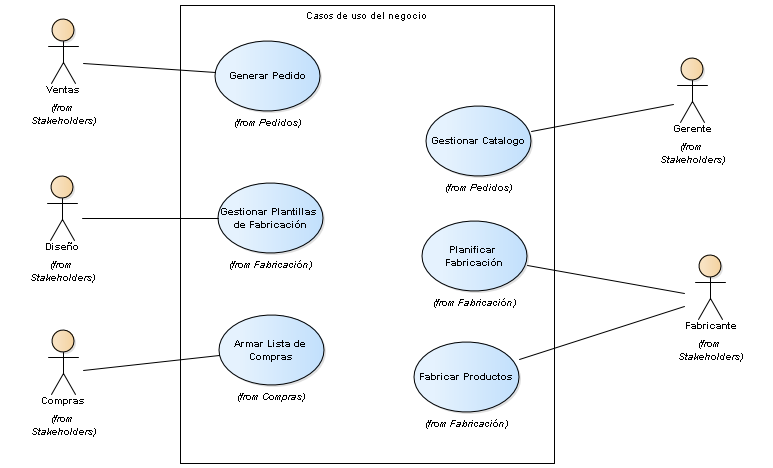 Casos de uso del negocio
Ventas
(from
Stakeholders)
Generar Pedido
(from Pedidos)
Gestionar Catalogo
(from Pedidos)
Gerente
(from
Stakeholders)
Diseño
(from
Stakeholders)
Gestionar Plantillas
de Fabricación
(from Fabricación)
Planificar
Fabricación
(from Fabricación)
Fabricante
(from
Stakeholders)
Compras
(from
Stakeholders)
Armar Lista de
Compras
(from Compras)
Fabricar Productos
(from Fabricación)